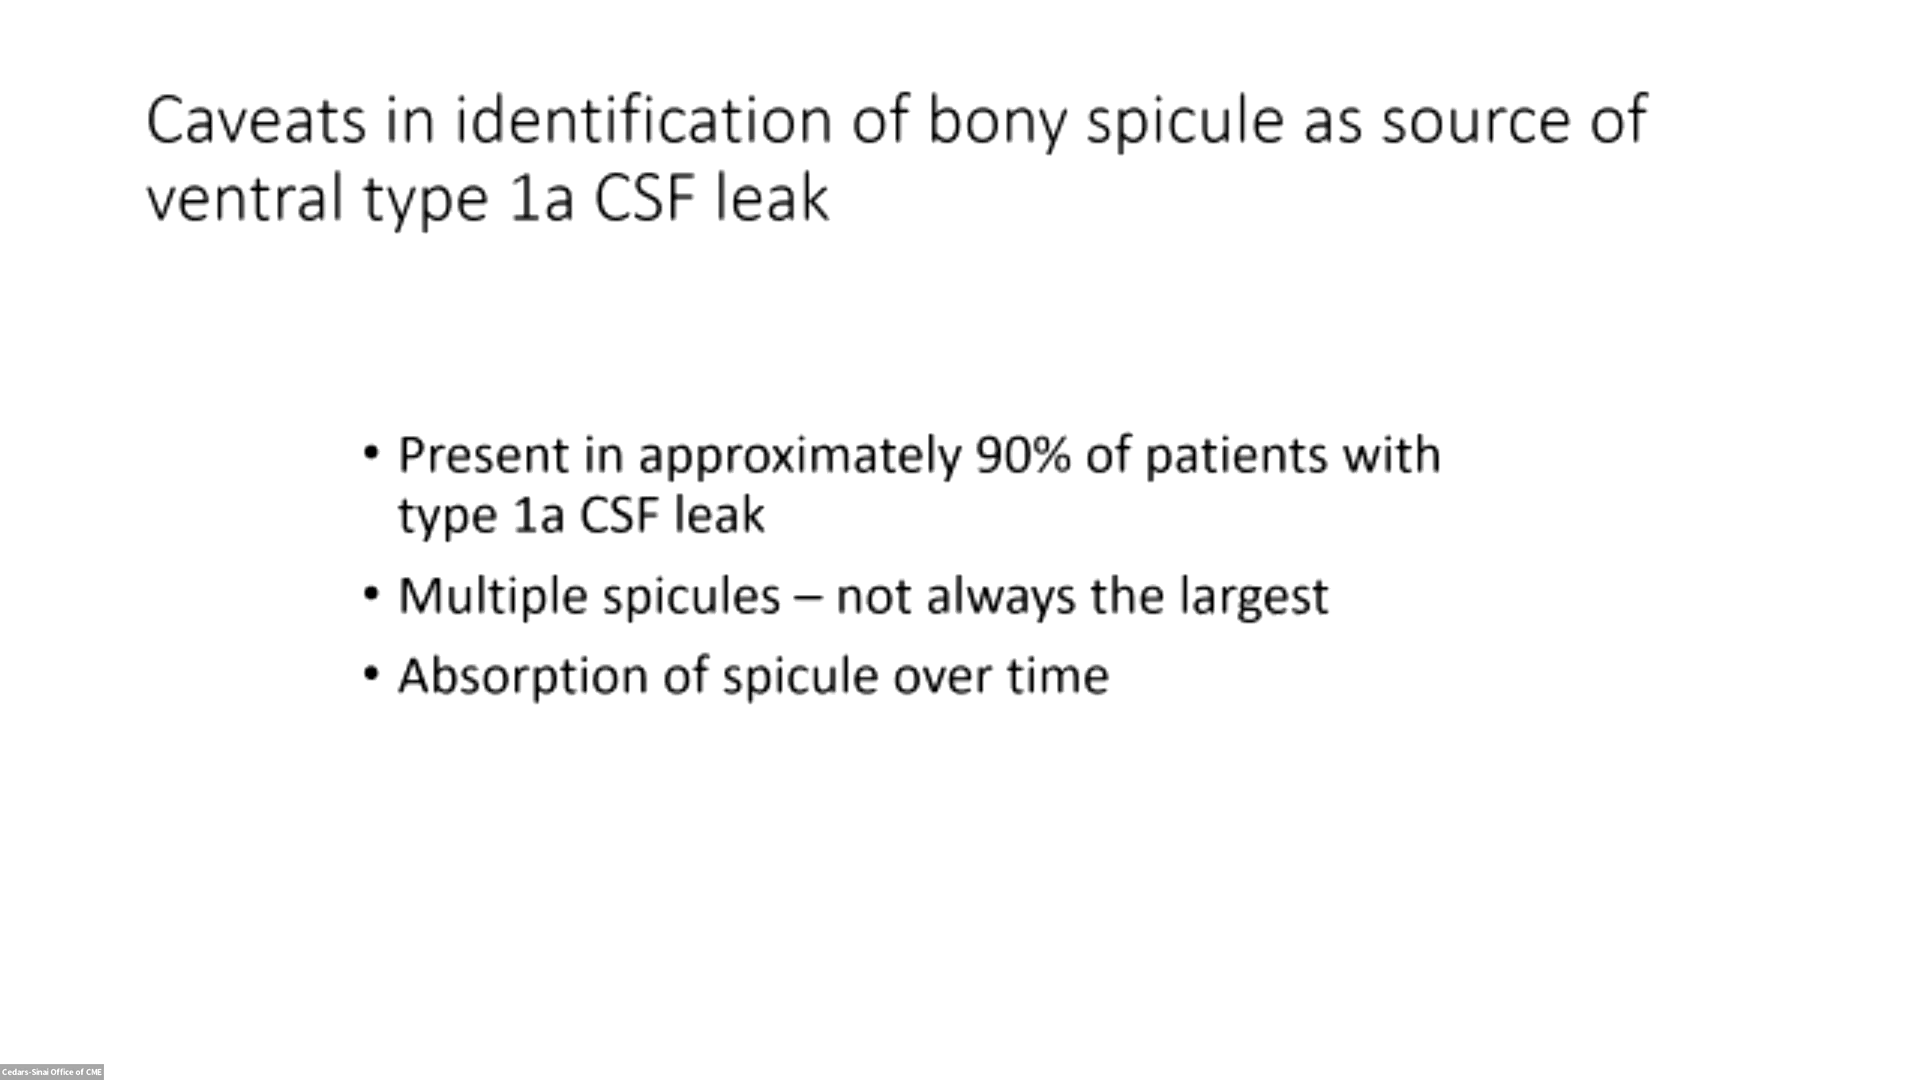 Caveats in identification of bony spicule as source of
ventral type 1a CSF leak
• Present in approximately 90% of patients with
type 1a CSF leak
• Multiple spicules – not always the largest
• Absorption of spicule over time
Cedars-Sinai Office of CME